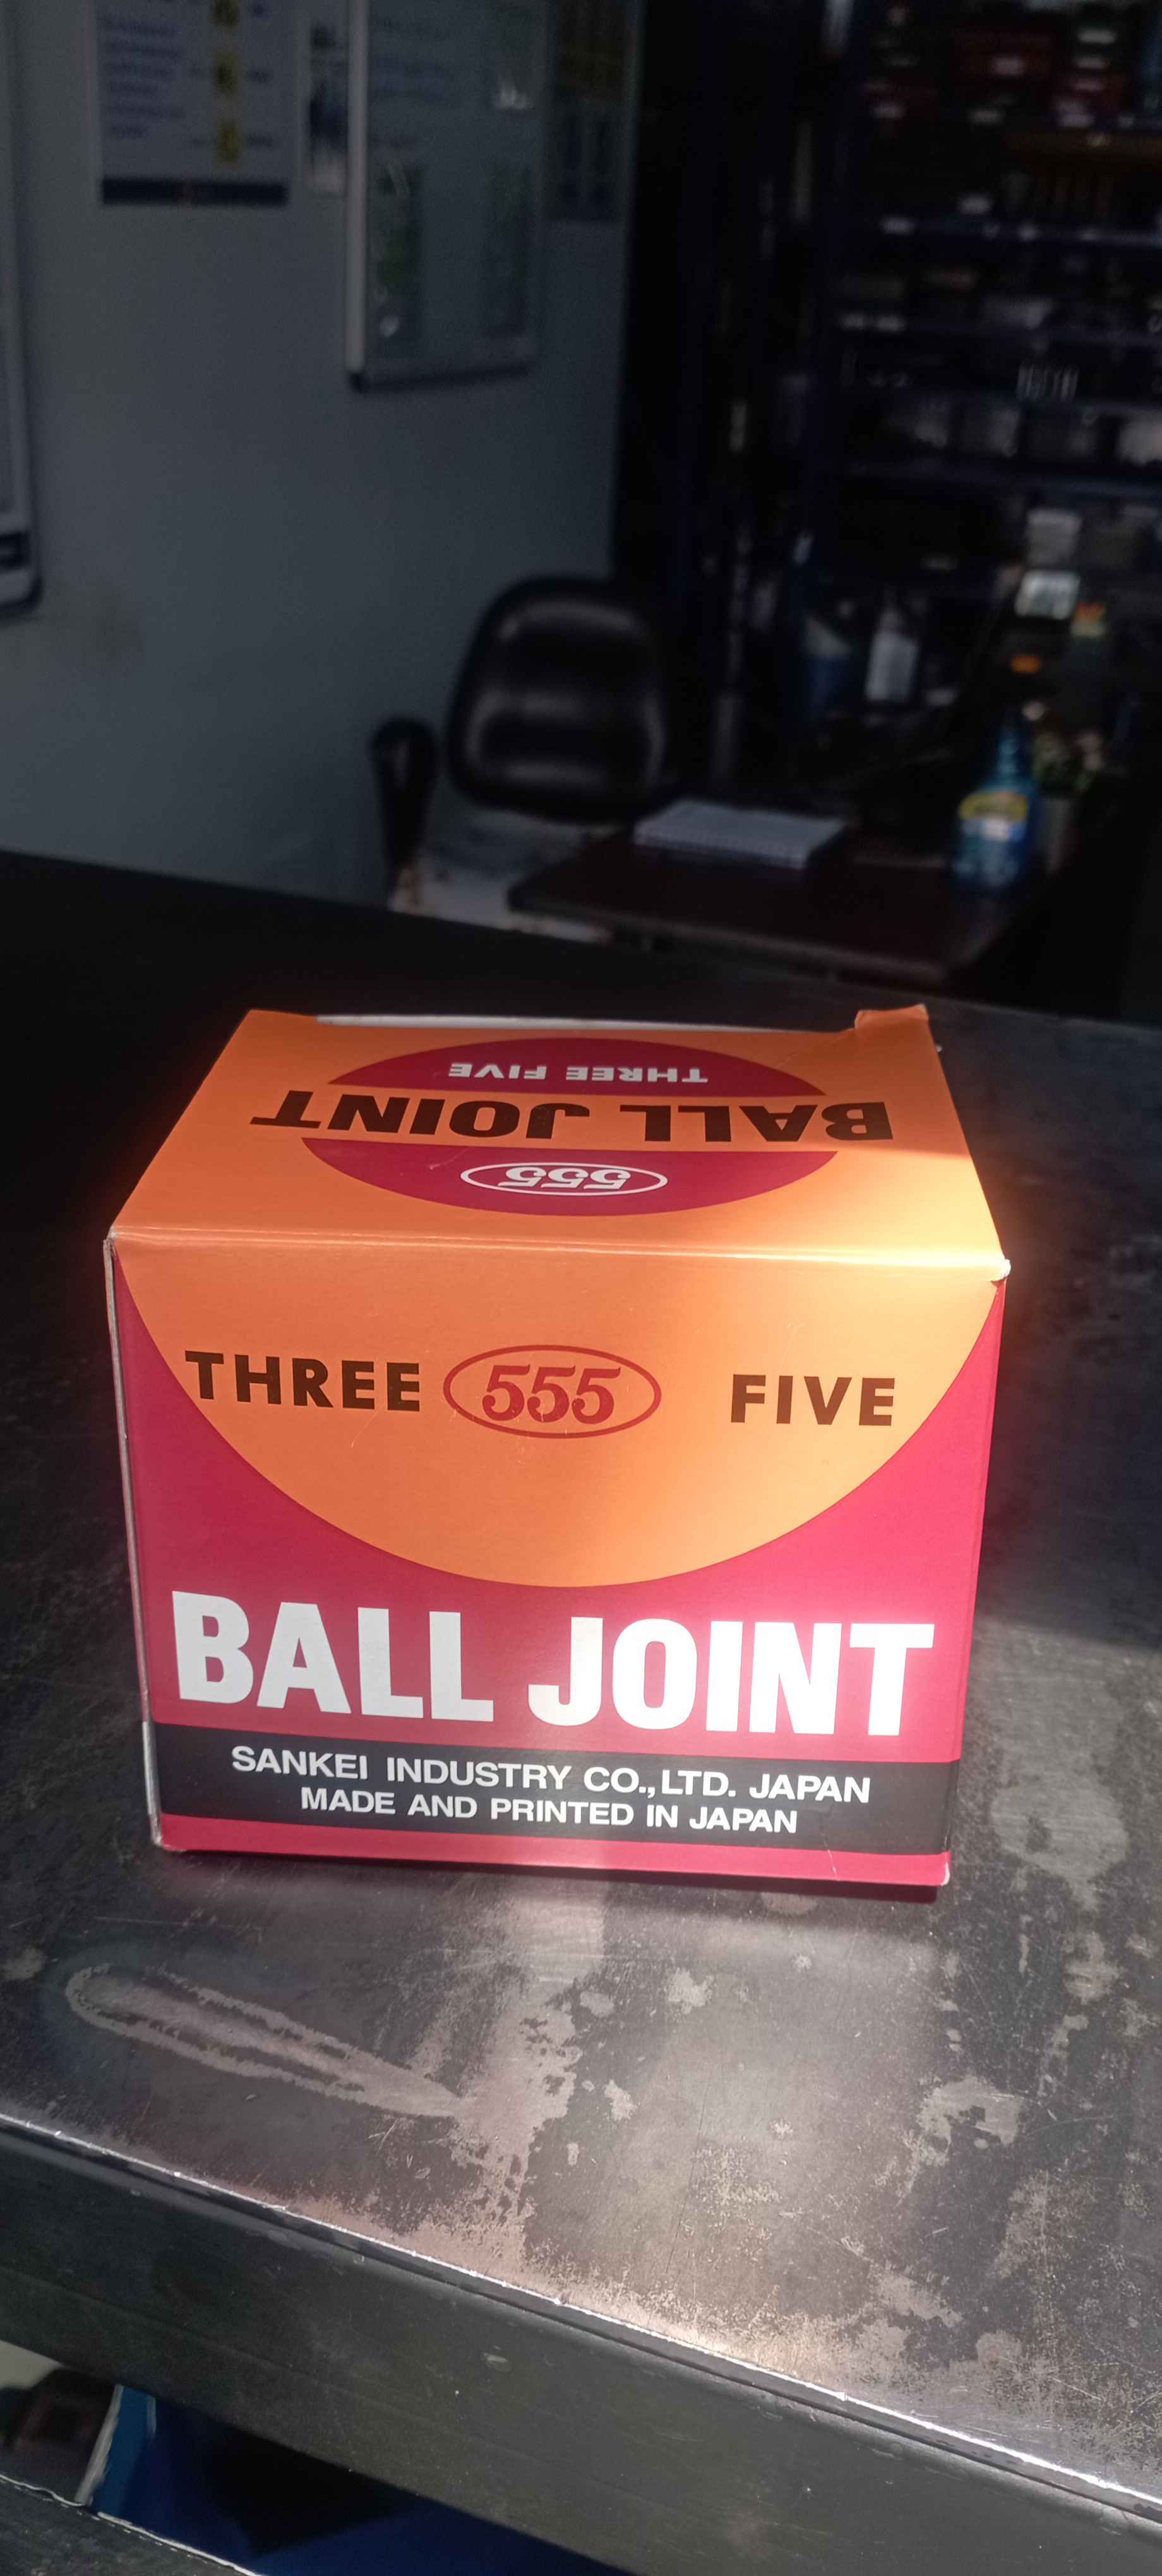 THREE FIVE
BALL JOINT
555
THREE 555 FIVE
BALL JOINT
SANKEI INDUSTRY CO., LTD. JAPAN
MADE AND PRINTED IN JAPAN